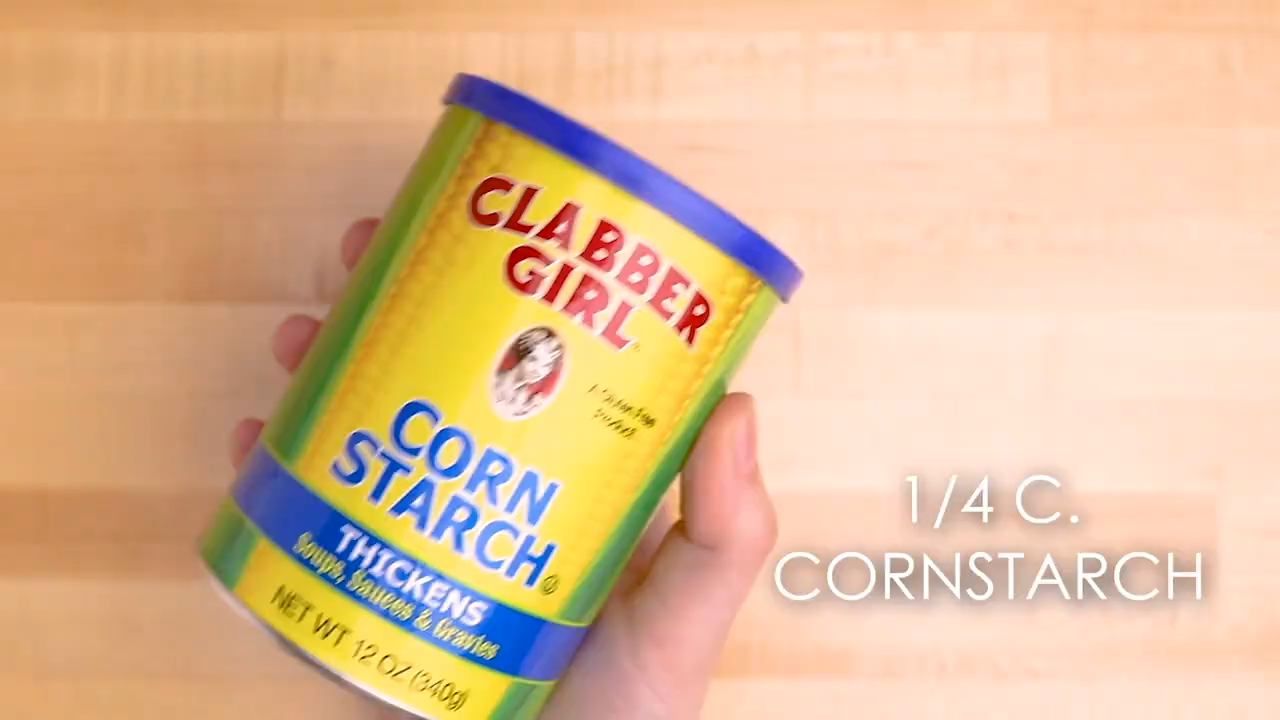 CLABBER
GIRL
CORN
STARCH
THICKENS
Soups, Sauces & Gravies
NET WT 12 OZ (340g)
1/4 C.
CORNSTARCH